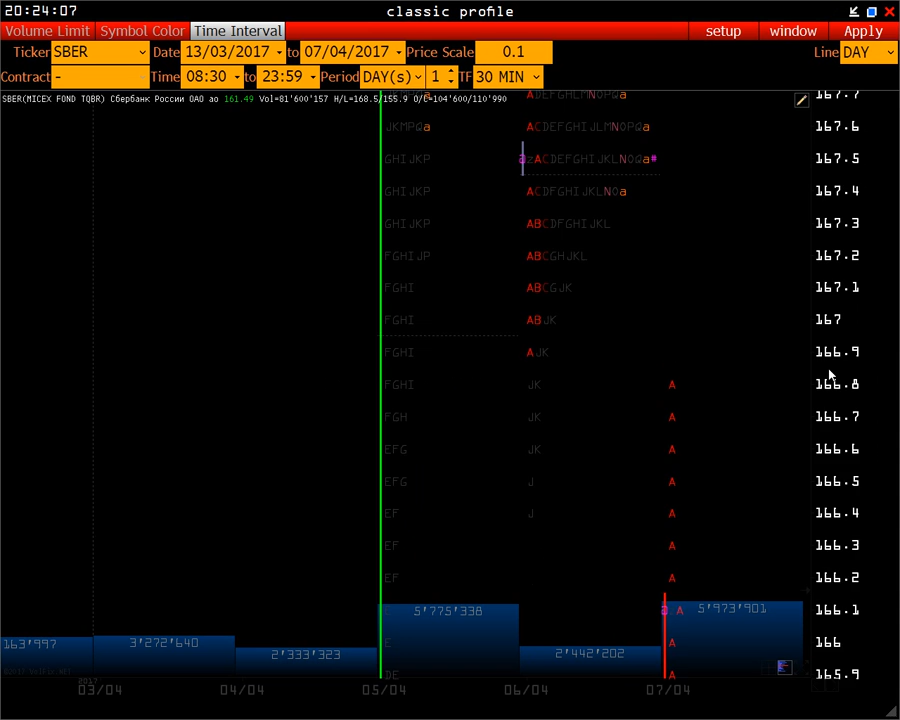 20:24:07 classic profile
Volume Limit Symbol Color Time Interval setup window Apply
Ticker SBER Date 13/03/2017 to 07/04/2017 Price Scale 0.1 Line DAY
Contract - Time 08:30 to 23:59 Period DAY(s) 1 TF 30 MIN
SBER(MICEX FOND TQBR) Сбербанк России ОАО ао 161.49 Vol=81'600'157 H/L=168.5/155.9 O/C=104'600/110'990
167.7
JKMPQa ACDEFGHIJLMNOPQa 167.6
GHIJKP azACDEFGHIJKLNOQa# 167.5
GHIJKP ACDFGHIJKLNOa 167.4
GHIJKP ABCDFGHIJKL 167.3
FGHIJP ABCGHJKL 167.2
FGHI ABCGJK 167.1
FGHI ABJK 167
FGHI AJK 166.9
FGHI JK A 166.8
FGH JK A 166.7
EFG JK A 166.6
EFG J A 166.5
EF J A 166.4
EF A 166.3
EF A 166.2
5'775'338 a A 5'973'901 166.1
163'997 3'272'640 E A 166
2'333'323 2'442'202
DE A 165.9
2017
03/04 04/04 05/04 06/04 07/04